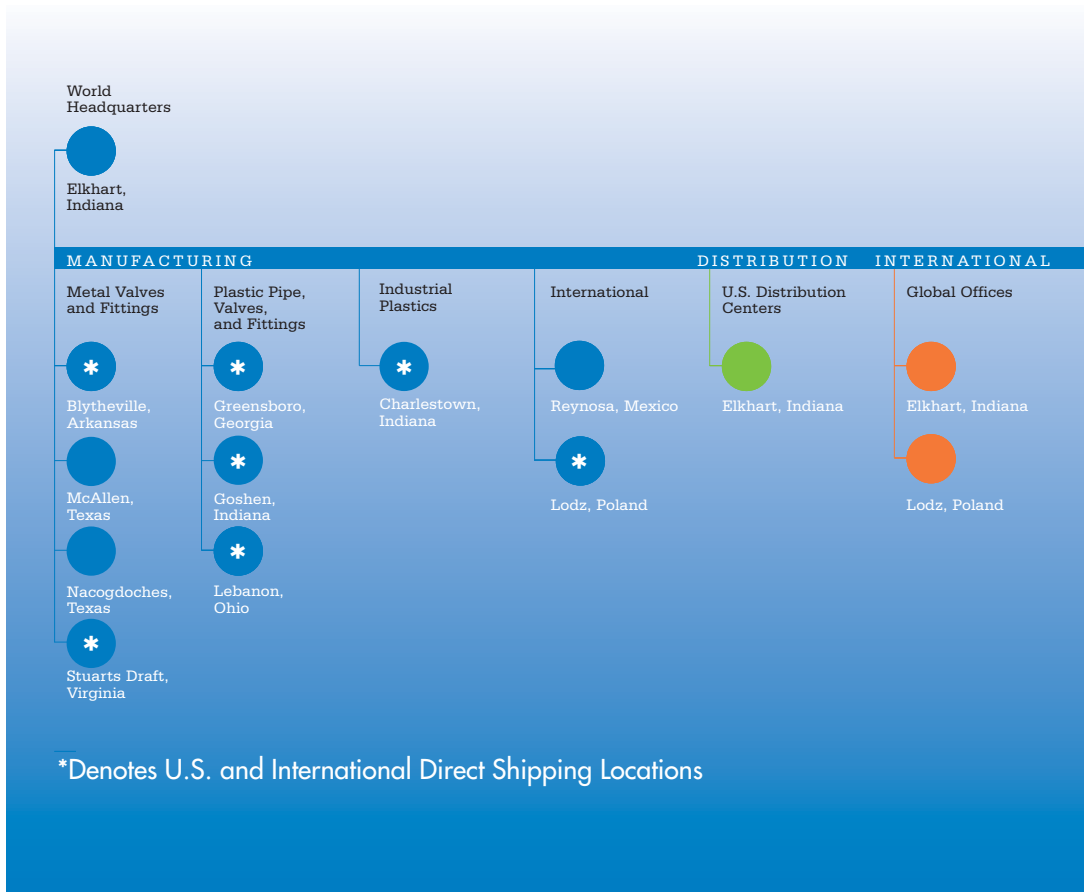 World
Headquarters
Elkhart,
Indiana
MANUFACTURING
DISTRIBUTION
INTERNATIONAL
Metal Valves
and Fittings
*
Blytheville,
Arkansas
McAllen,
Texas
Nacogdoches,
Texas
*
Stuarts Draft,
Virginia
Plastic Pipe,
Valves,
and Fittings
*
Greensboro,
Georgia
*
Goshen,
Indiana
*
Lebanon,
Ohio
Industrial
Plastics
*
Charlestown,
Indiana
International
Reynosa, Mexico
*
Lodz, Poland
U.S. Distribution
Centers
Elkhart, Indiana
Global Offices
Elkhart, Indiana
Lodz, Poland
*Denotes U.S. and International Direct Shipping Locations